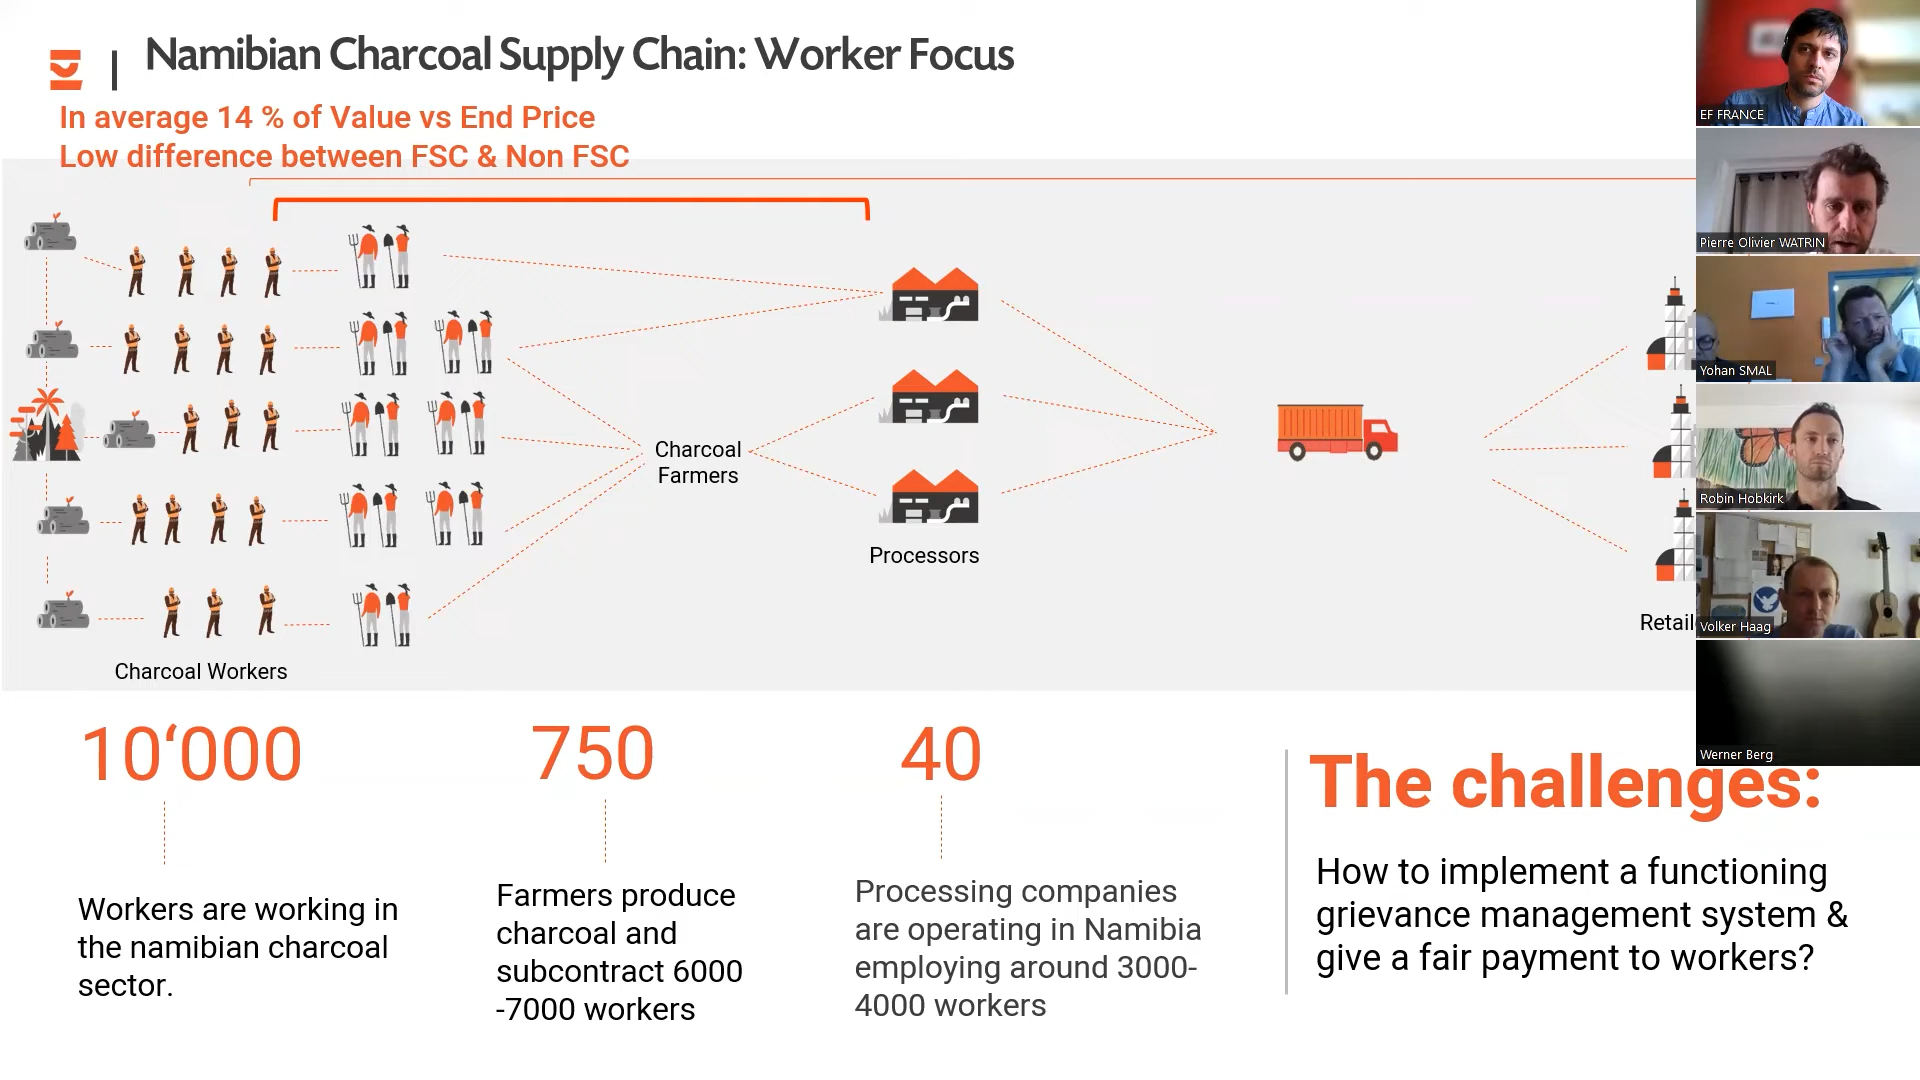 Namibian Charcoal Supply Chain: Worker Focus
In average 14 % of Value vs End Price
Low difference between FSC & Non FSC
Charcoal
Farmers
Processors
Retail
Charcoal Workers
10‘000
750
40
Workers are working in
the namibian charcoal
sector.
Farmers produce
charcoal and
subcontract 6000
-7000 workers
Processing companies
are operating in Namibia
employing around 3000-
4000 workers
The challenges:
How to implement a functioning
grievance management system &
give a fair payment to workers?
EF FRANCE
Pierre Olivier WATRIN
Yohan SMAL
Robin Hobkirk
Volker Haag
Werner Berg